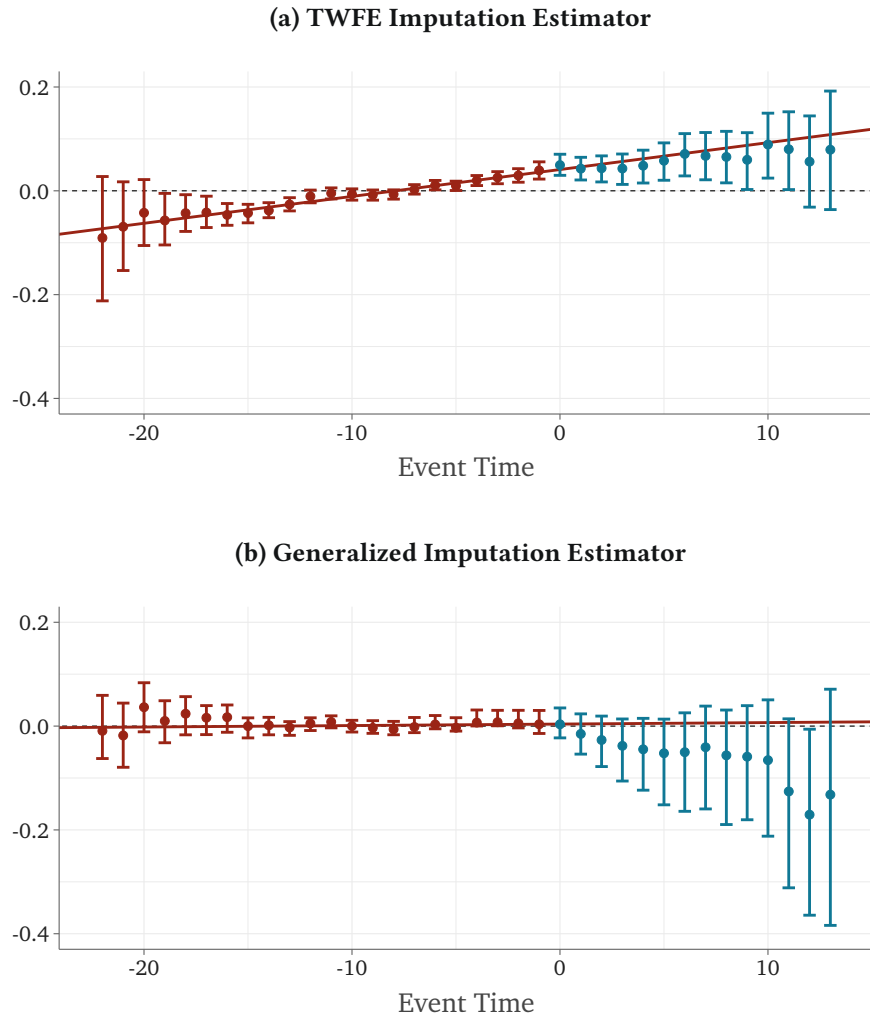 (a) TWFE Imputation Estimator
0.2
0.0
-0.2
-0.4
-20 -10 0 10
Event Time
(b) Generalized Imputation Estimator
0.2
0.0
-0.2
-0.4
-20 -10 0 10
Event Time